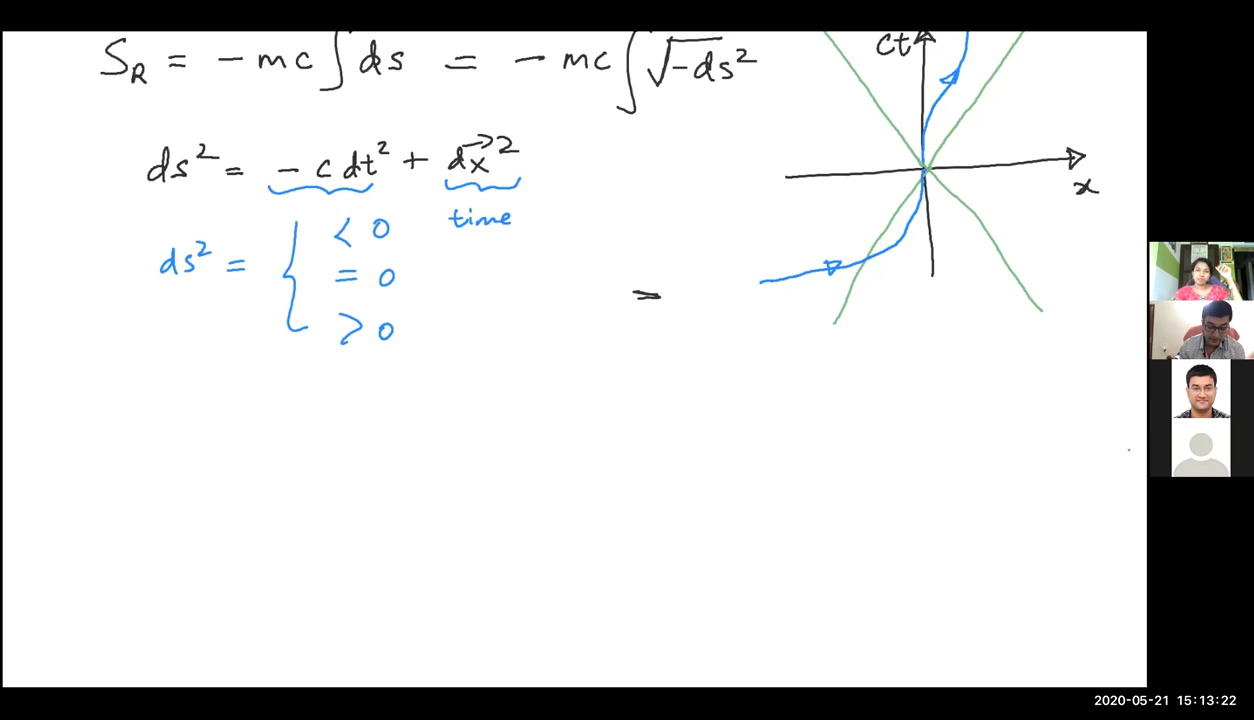 S_R = - mc ∫ ds = - mc ∫ √-ds²
ct
ds² = - c dt² + dx⃗²
x
time
ds² = { < 0
= 0
> 0
=
2020-05-21 15:13:22